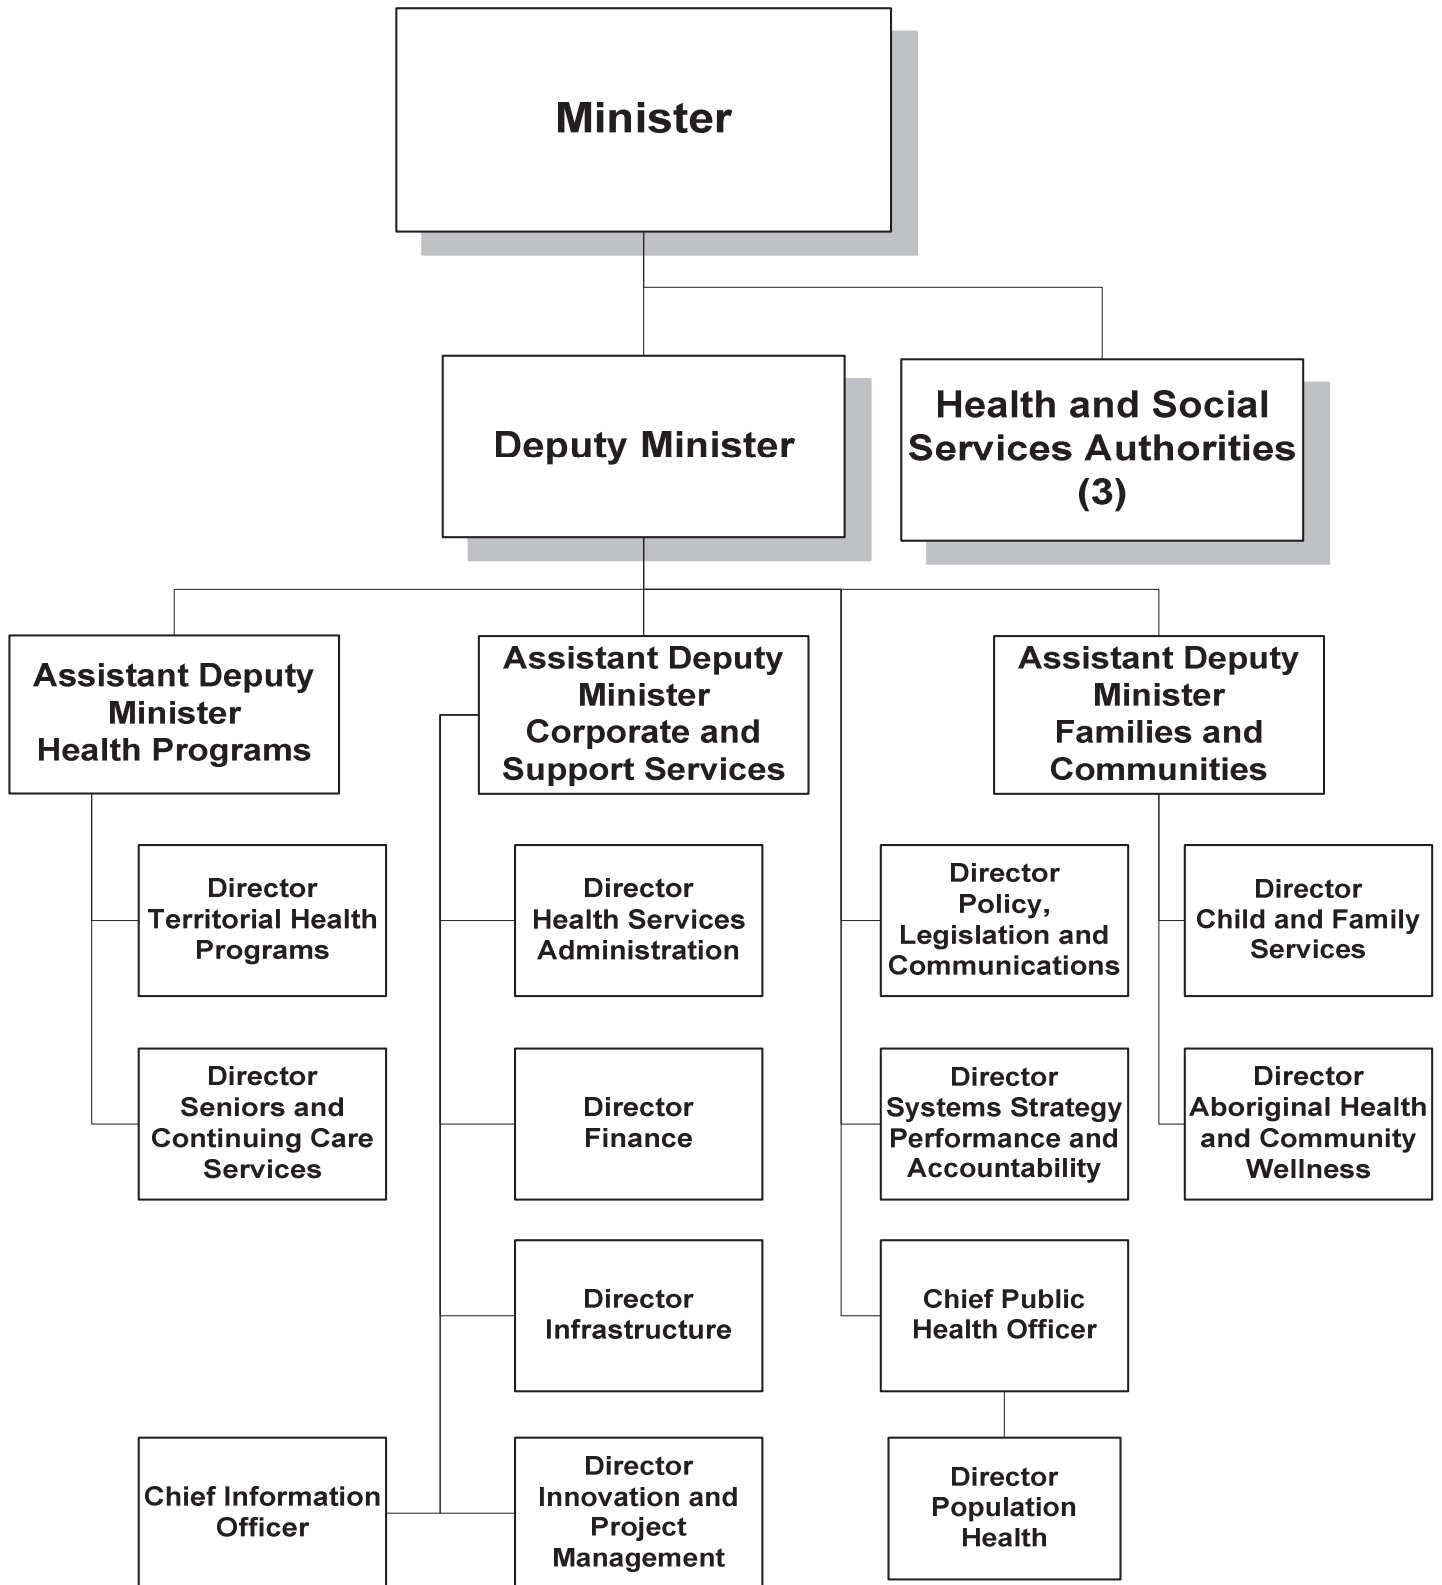 Minister
Deputy Minister
Health and Social
Services Authorities
(3)
Assistant Deputy
Minister
Health Programs
Assistant Deputy
Minister
Corporate and
Support Services
Assistant Deputy
Minister
Families and
Communities
Director
Territorial Health
Programs
Director
Health Services
Administration
Director
Policy,
Legislation and
Communications
Director
Child and Family
Services
Director
Seniors and
Continuing Care
Services
Director
Finance
Director
Systems Strategy
Performance and
Accountability
Director
Aboriginal Health
and Community
Wellness
Director
Infrastructure
Chief Public
Health Officer
Chief Information
Officer
Director
Innovation and
Project
Management
Director
Population
Health